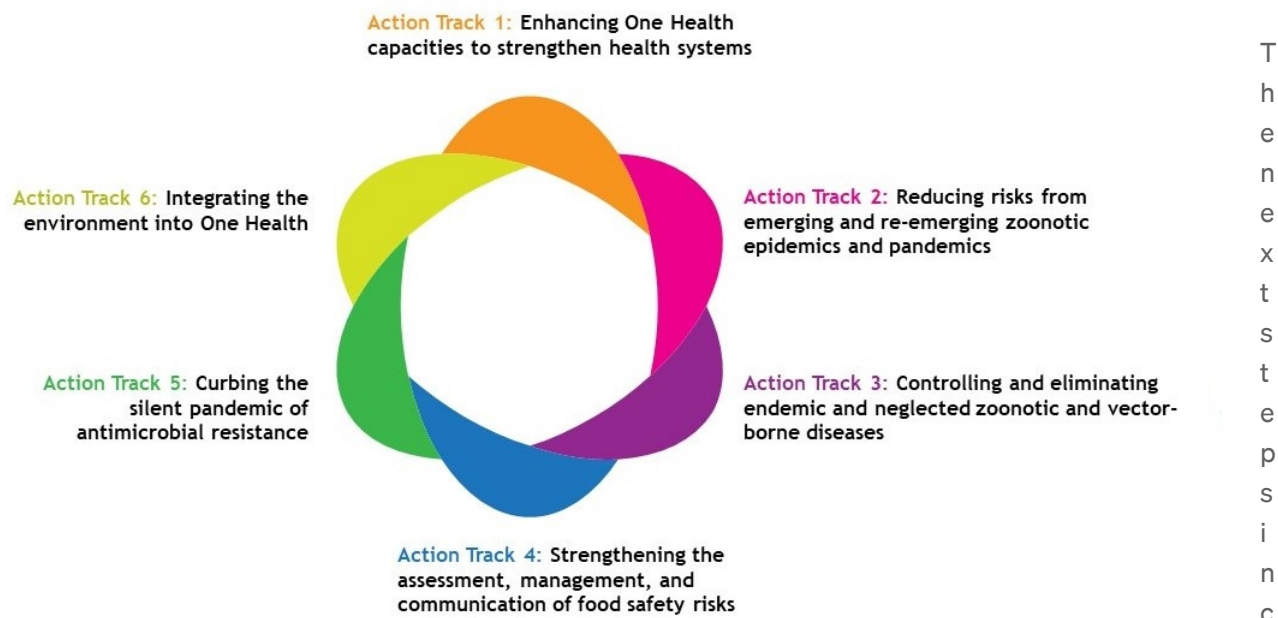 Action Track 1: Enhancing One Health
capacities to strengthen health systems
Action Track 6: Integrating the
environment into One Health
Action Track 2: Reducing risks from
emerging and re-emerging zoonotic
epidemics and pandemics
Action Track 5: Curbing the
silent pandemic of
antimicrobial resistance
Action Track 3: Controlling and eliminating
endemic and neglected zoonotic and vector-
borne diseases
Action Track 4: Strengthening the
assessment, management, and
communication of food safety risks
T
h
e
n
e
x
t
s
t
e
p
s
i
n
c